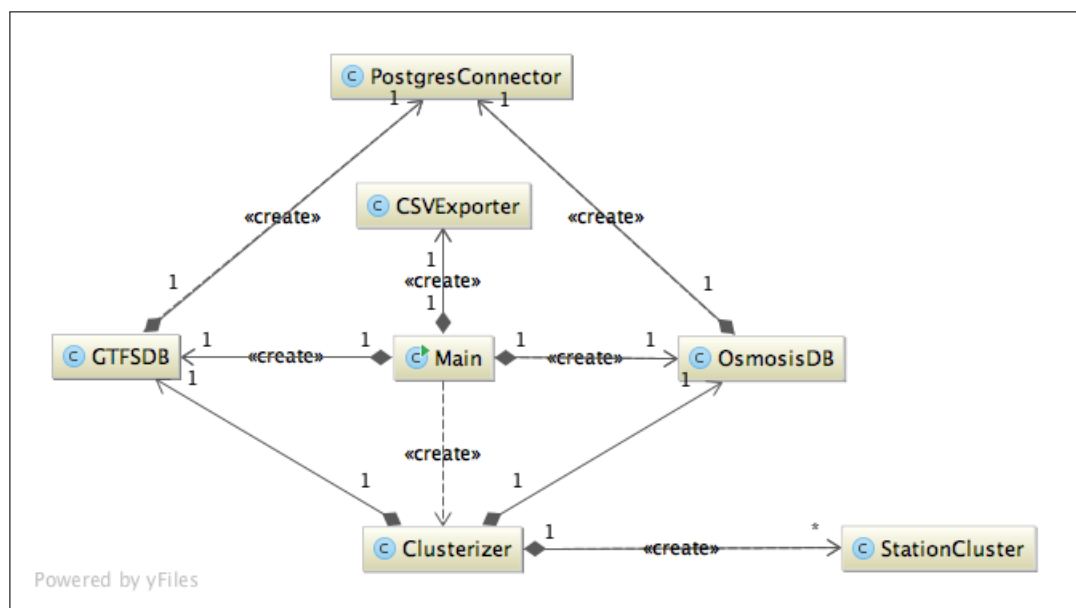 C PostgresConnector
1
1
«create»
«create»
C CSVExporter
1
«create»
1
1
1
C GTFSDB
1
«create»
1
C Main
1
«create»
1
C OsmosisDB
1
1
«create»
1
1
C Clusterizer
1
«create»
*
C StationCluster
Powered by yFiles